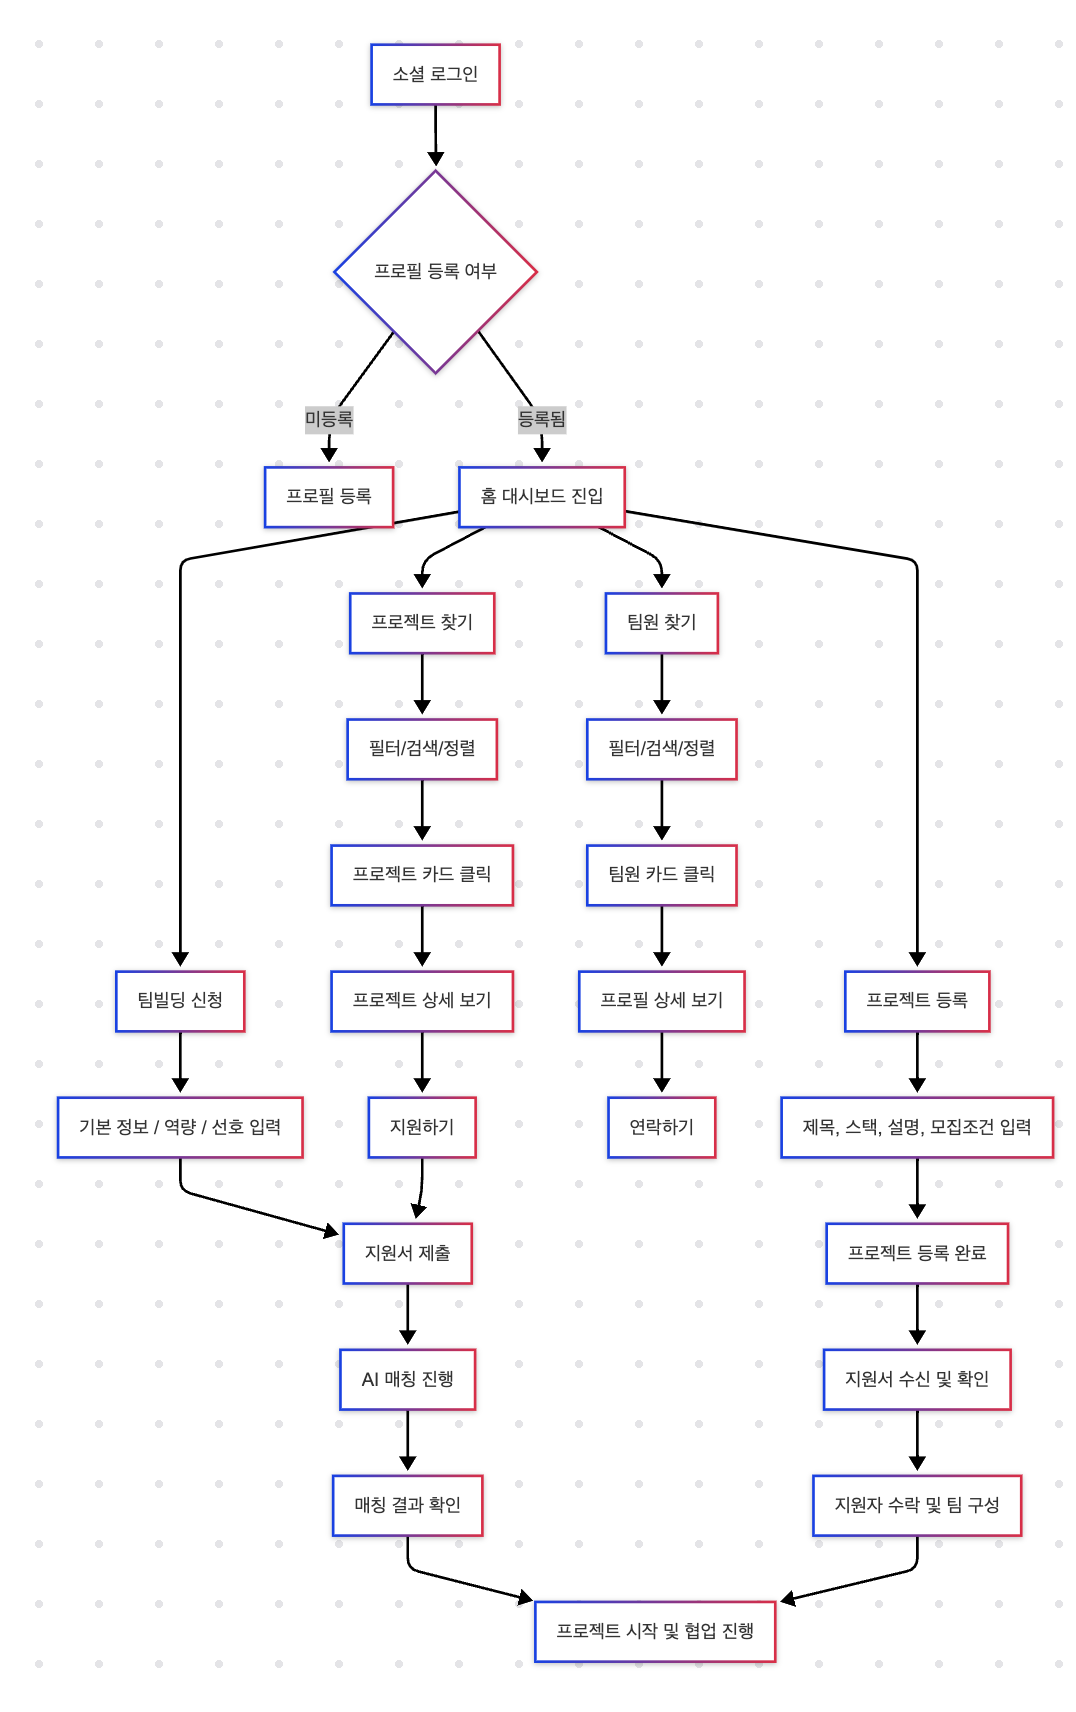 소셜 로그인
프로필 등록 여부
미등록
등록됨
프로필 등록
홈 대시보드 진입
프로젝트 찾기
팀원 찾기
필터/검색/정렬
필터/검색/정렬
프로젝트 카드 클릭
팀원 카드 클릭
팀빌딩 신청
프로젝트 상세 보기
프로필 상세 보기
프로젝트 등록
기본 정보 / 역량 / 선호 입력
지원하기
연락하기
제목, 스택, 설명, 모집조건 입력
지원서 제출
프로젝트 등록 완료
AI 매칭 진행
지원서 수신 및 확인
매칭 결과 확인
지원자 수락 및 팀 구성
프로젝트 시작 및 협업 진행